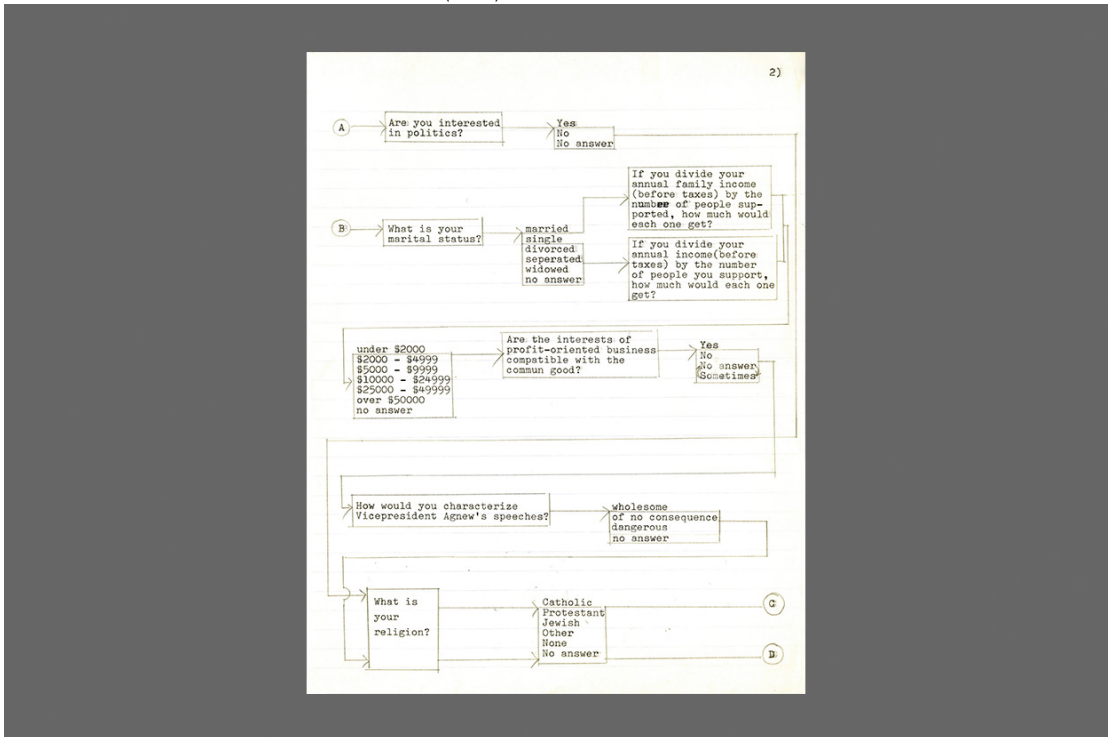 2)
A
Are you interested
in politics?
Yes
No
No answer
If you divide your
annual family income
(before taxes) by the
number of people sup-
ported, how much would
each one get?
B
What is your
marital status?
married
single
divorced
seperated
widowed
no answer
If you divide your
annual income(before
taxes) by the number
of people you support,
how much would each one
get?
under $2000
$2000 - $4999
$5000 - $9999
$10000 - $24999
$25000 - $49999
over $50000
no answer
Are the interests of
profit-oriented business
compatible with the
commun good?
Yes
No
No answer
Sometimes
How would you characterize
Vicepresident Agnew's speeches?
wholesome
of no consequence
dangerous
no answer
What is
your
religion?
Catholic
Protestant
Jewish
Other
None
No answer
C
D